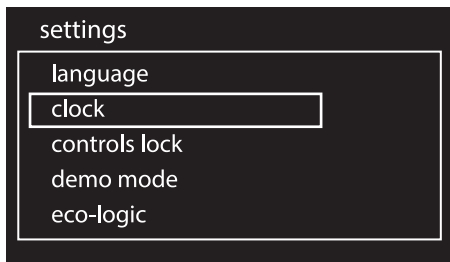 settings
language
clock
controls lock
demo mode
eco-logic